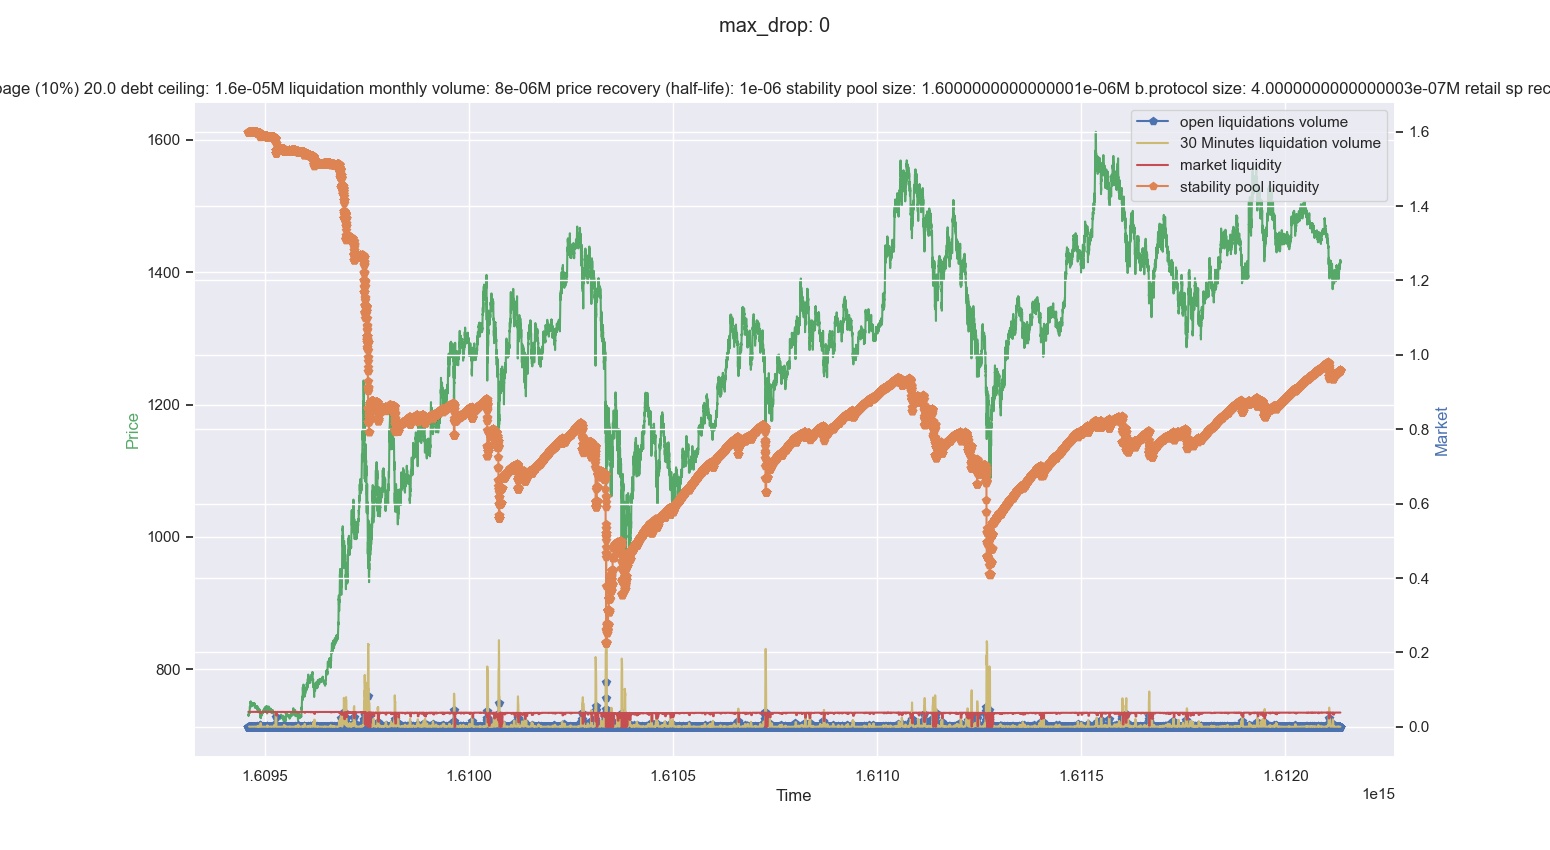 max_drop: 0
page (10%) 20.0 debt ceiling: 1.6e-05M liquidation monthly volume: 8e-06M price recovery (half-life): 1e-06 stability pool size: 1.6000000000000001e-06M b.protocol size: 4.0000000000000003e-07M retail sp rec
open liquidations volume
30 Minutes liquidation volume
market liquidity
stability pool liquidity
1600
1400
1200
1000
800
Price
1.6
1.4
1.2
1.0
0.8
0.6
0.4
0.2
0.0
Market
1.6095
1.6100
1.6105
1.6110
1.6115
1.6120
Time
1e15